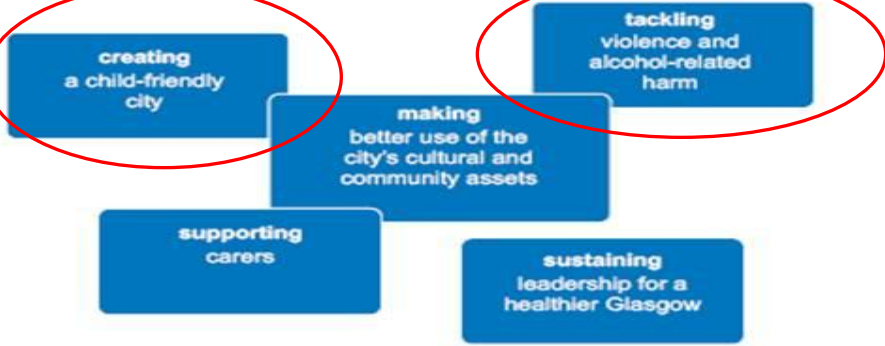 creating
a child-friendly
city
tackling
violence and
alcohol-related
harm
making
better use of the
city's cultural and
community assets
supporting
carers
sustaining
leadership for a
healthier Glasgow